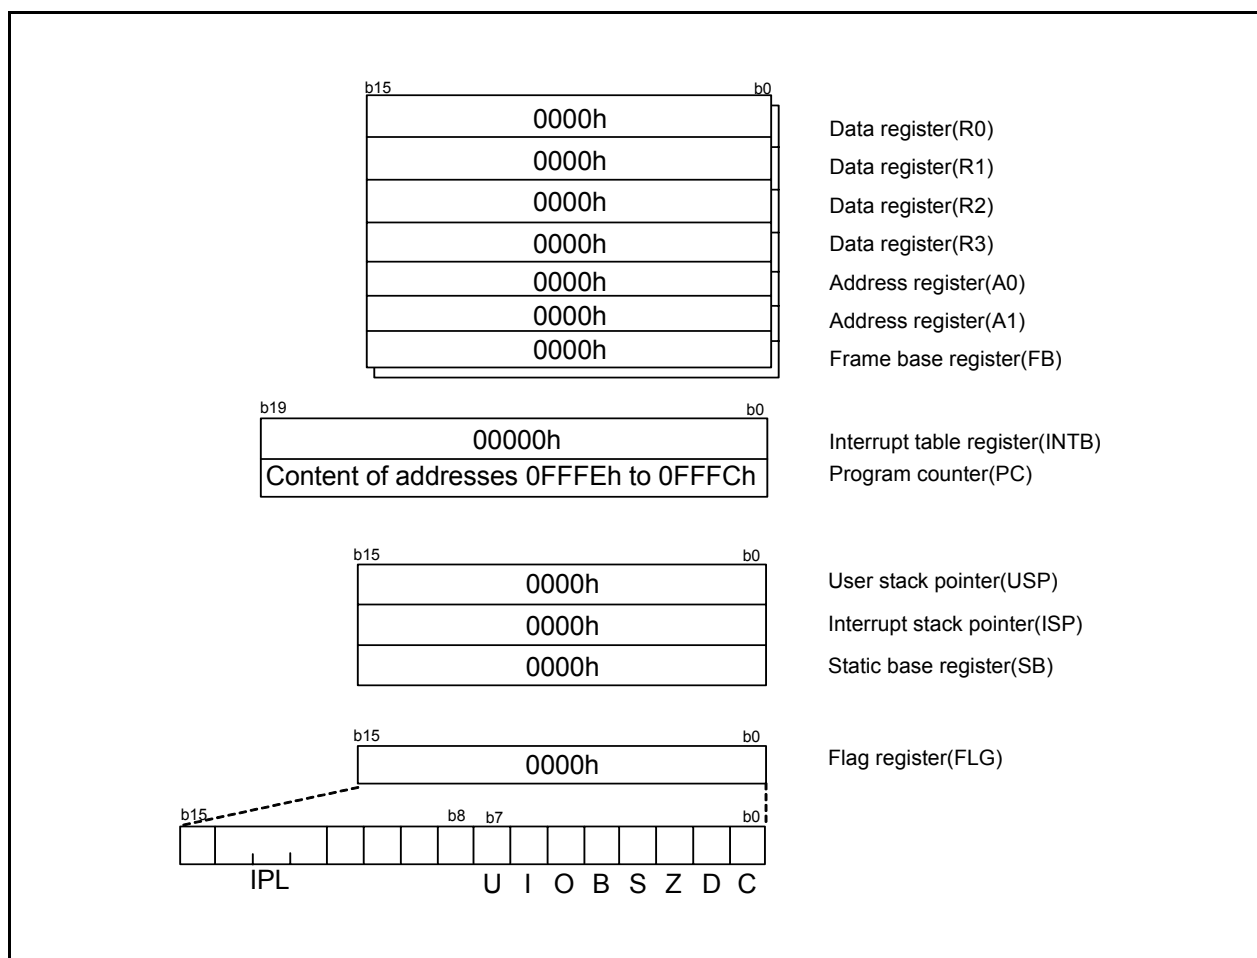 b15 b0
0000h Data register(R0)
0000h Data register(R1)
0000h Data register(R2)
0000h Data register(R3)
0000h Address register(A0)
0000h Address register(A1)
0000h Frame base register(FB)
b19 b0
00000h Interrupt table register(INTB)
Content of addresses 0FFFEh to 0FFFCh Program counter(PC)
b15 b0
0000h User stack pointer(USP)
0000h Interrupt stack pointer(ISP)
0000h Static base register(SB)
b15 b0
0000h Flag register(FLG)
b15 b8 b7 b0
IPL U I O B S Z D C